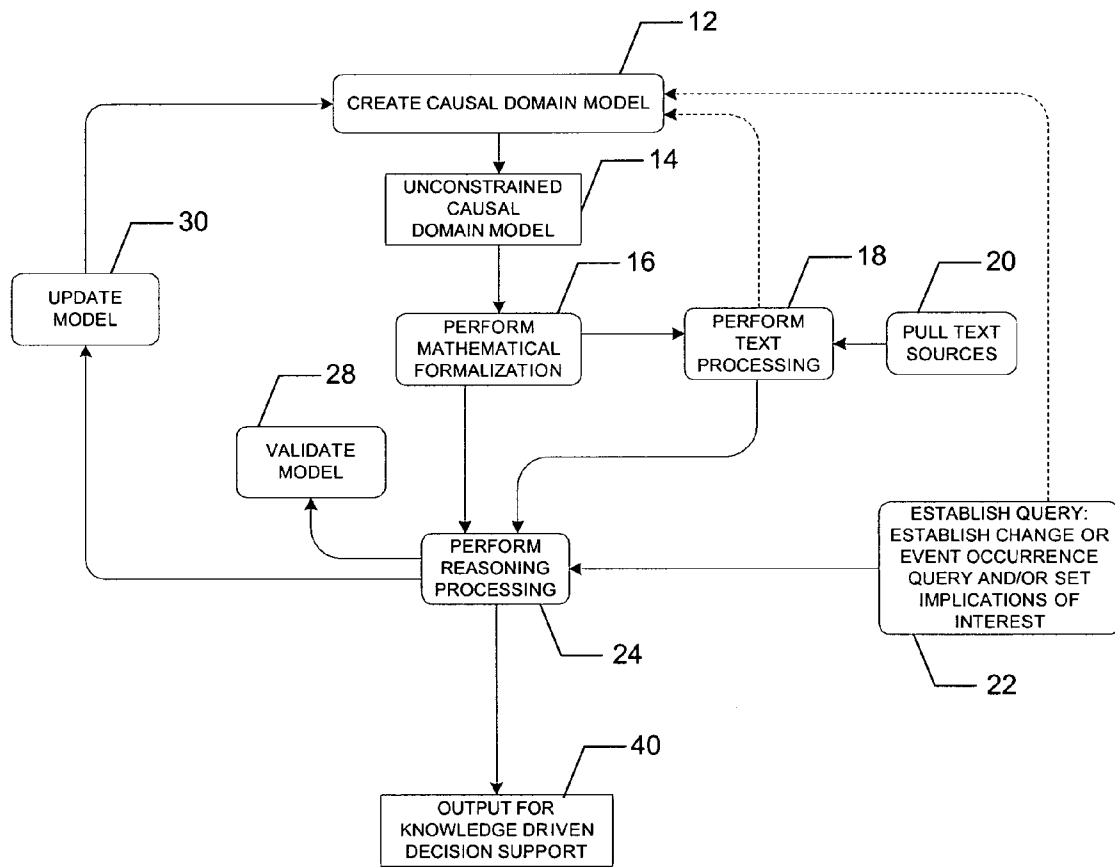 12
CREATE CAUSAL DOMAIN MODEL
14
UNCONSTRAINED
CAUSAL
DOMAIN MODEL
30
UPDATE
MODEL
16
PERFORM
MATHEMATICAL
FORMALIZATION
18
PERFORM
TEXT
PROCESSING
20
PULL TEXT
SOURCES
28
VALIDATE
MODEL
PERFORM
REASONING
PROCESSING
24
ESTABLISH QUERY:
ESTABLISH CHANGE OR
EVENT OCCURRENCE
QUERY AND/OR SET
IMPLICATIONS OF
INTEREST
22
40
OUTPUT FOR
KNOWLEDGE DRIVEN
DECISION SUPPORT